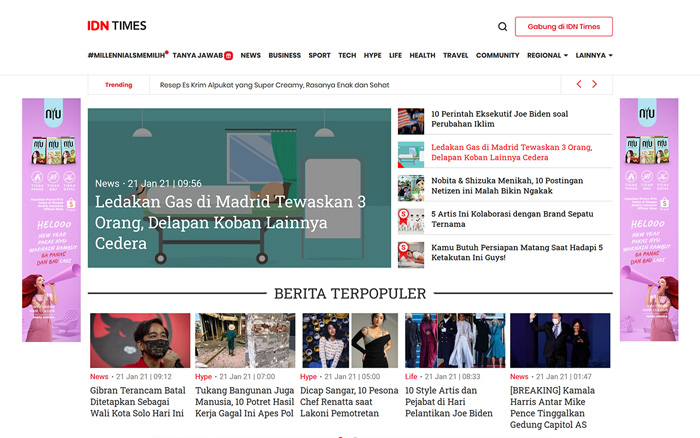 IDN TIMES
Gabung di IDN Times
#MILLENNIALSMEMILIH TANYA JAWAB NEWS BUSINESS SPORT TECH HYPE LIFE HEALTH TRAVEL COMMUNITY REGIONAL LAINNYA
Trending Resep Es Krim Alpukat yang Super Creamy, Rasanya Enak dan Sehat
News • 21 Jan 21 | 09:56
Ledakan Gas di Madrid Tewaskan 3
Orang, Delapan Koban Lainnya
Cedera
10 Perintah Eksekutif Joe Biden soal
Perubahan Iklim
Ledakan Gas di Madrid Tewaskan 3 Orang,
Delapan Koban Lainnya Cedera
Nobita & Shizuka Menikah, 10 Postingan
Netizen ini Malah Bikin Ngakak
5 Artis Ini Kolaborasi dengan Brand Sepatu
Ternama
Kamu Butuh Persiapan Matang Saat Hadapi 5
Ketakutan Ini Guys!
HELOOO
NEW YEAR
PAKAI NYU
WARNAIN RAMBUT
GA PANAS
DAN BAU LAGI
HELOOO
NEW YEAR
PAKAI NYU
WARNAIN RAMBUT
GA PANAS
DAN BAU LAGI
BERITA TERPOPULER
News • 21 Jan 21 | 09:12
Gibran Terancam Batal
Ditetapkan Sebagai
Wali Kota Solo Hari Ini
Hype • 21 Jan 21 | 07:00
Tukang Bangunan Juga
Manusia, 10 Potret Hasil
Kerja Gagal Ini Apes Pol
Hype • 21 Jan 21 | 05:00
Dicap Sangar, 10 Pesona
Chef Renatta saat
Lakoni Pemotretan
Life • 21 Jan 21 | 08:33
10 Style Artis dan
Pejabat di Hari
Pelantikan Joe Biden
News • 21 Jan 21 | 01:47
[BREAKING] Kamala
Harris Antar Mike
Pence Tinggalkan
Gedung Capitol AS